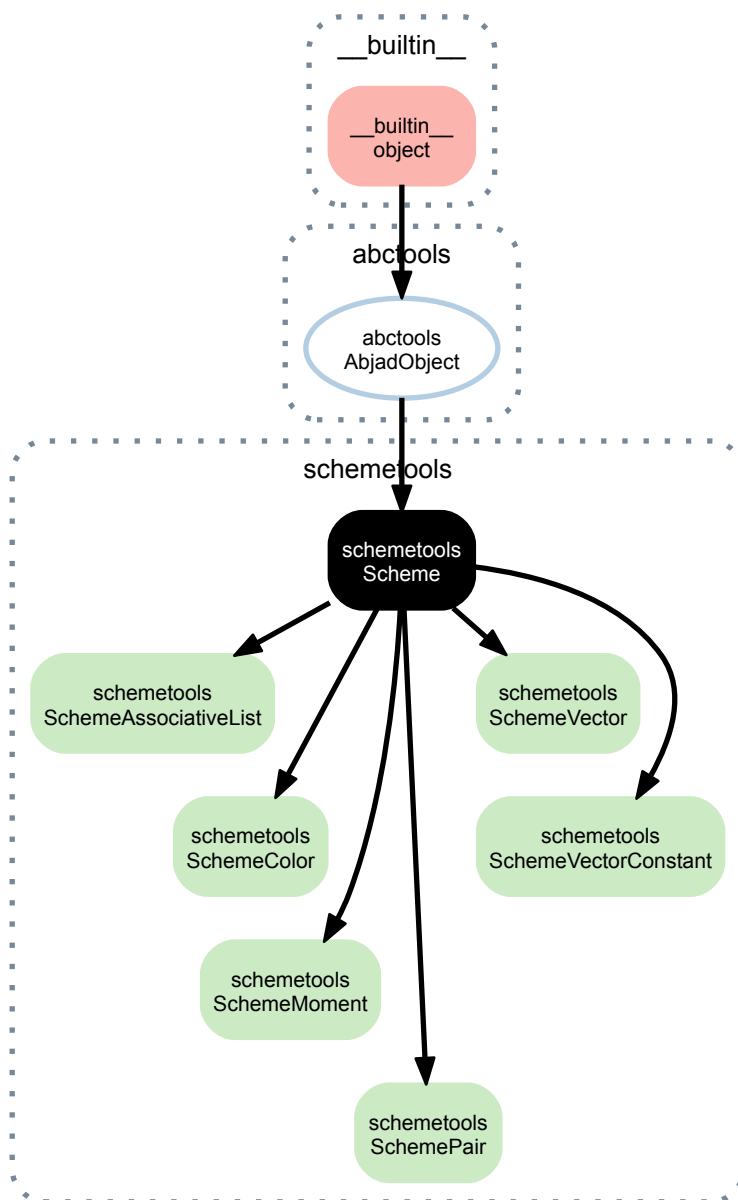 __builtin__
__builtin__
object
abctools
abctools
AbjadObject
schemetools
schemetools
Scheme
schemetools
SchemeAssociativeList
schemetools
SchemeVector
schemetools
SchemeColor
schemetools
SchemeVectorConstant
schemetools
SchemeMoment
schemetools
SchemePair